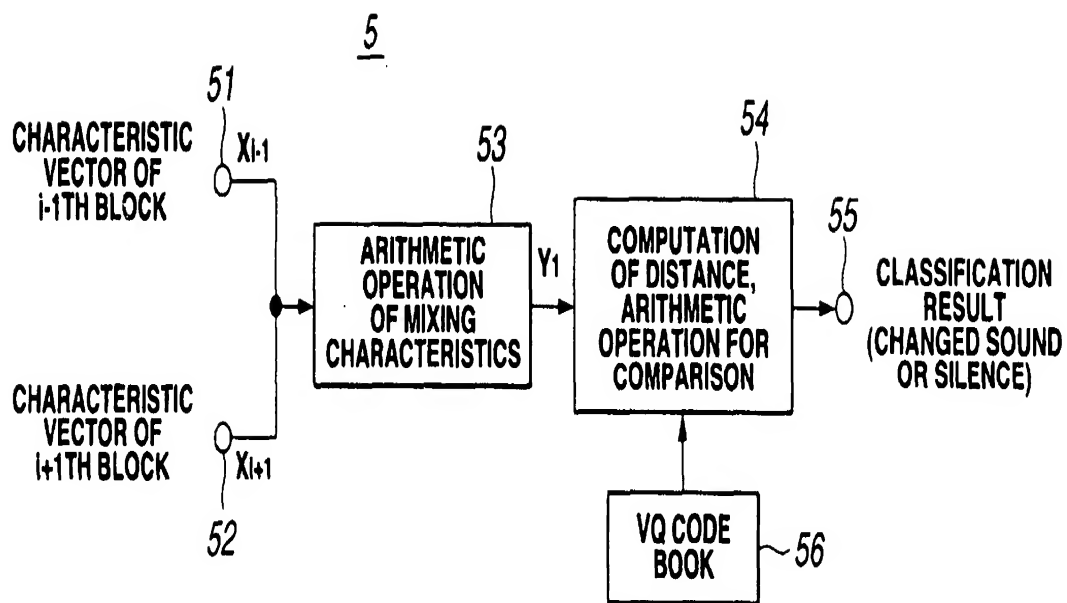 5
51
CHARACTERISTIC
VECTOR OF
i-1TH BLOCK
Xi-1
53
ARITHMETIC
OPERATION
OF MIXING
CHARACTERISTICS
Y1
54
COMPUTATION
OF DISTANCE,
ARITHMETIC
OPERATION FOR
COMPARISON
55
CLASSIFICATION
RESULT
(CHANGED SOUND
OR SILENCE)
CHARACTERISTIC
VECTOR OF
i+1TH BLOCK
Xi+1
52
VQ CODE
BOOK
56